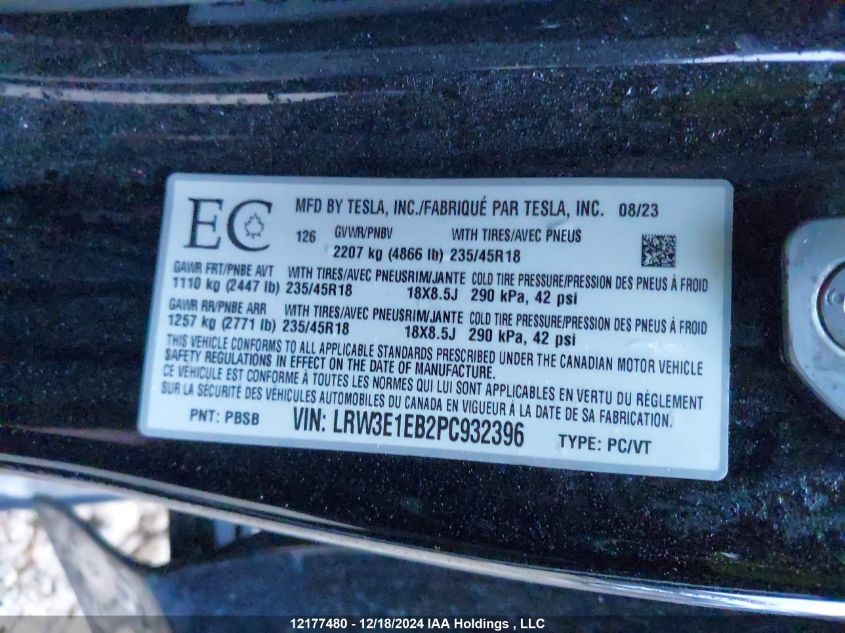 EC MFD BY TESLA, INC./FABRIQUÉ PAR TESLA, INC. 08/23
126 GVWR/PNBV WITH TIRES/AVEC PNEUS
2207 kg (4866 lb) 235/45R18
GAWR FRT/PNBE AVT WITH TIRES/AVEC PNEUS RIM/JANTE COLD TIRE PRESSURE/PRESSION DES PNEUS À FROID
1110 kg (2447 lb) 235/45R18 18X8.5J 290 kPa, 42 psi
GAWR RR/PNBE ARR WITH TIRES/AVEC PNEUS RIM/JANTE COLD TIRE PRESSURE/PRESSION DES PNEUS À FROID
1257 kg (2771 lb) 235/45R18 18X8.5J 290 kPa, 42 psi
THIS VEHICLE CONFORMS TO ALL APPLICABLE STANDARDS PRESCRIBED UNDER THE CANADIAN MOTOR VEHICLE
SAFETY REGULATIONS IN EFFECT ON THE DATE OF MANUFACTURE.
CE VÉHICULE EST CONFORME À TOUTES LES NORMES QUI LUI SONT APPLICABLES EN VERTU DU RÈGLEMENT
SUR LA SÉCURITÉ DES VÉHICULES AUTOMOBILES DU CANADA EN VIGUEUR À LA DATE DE SA FABRICATION.
PNT: PBSB VIN: LRW3E1EB2PC932396 TYPE: PC/VT
12177480 - 12/18/2024 IAA Holdings , LLC